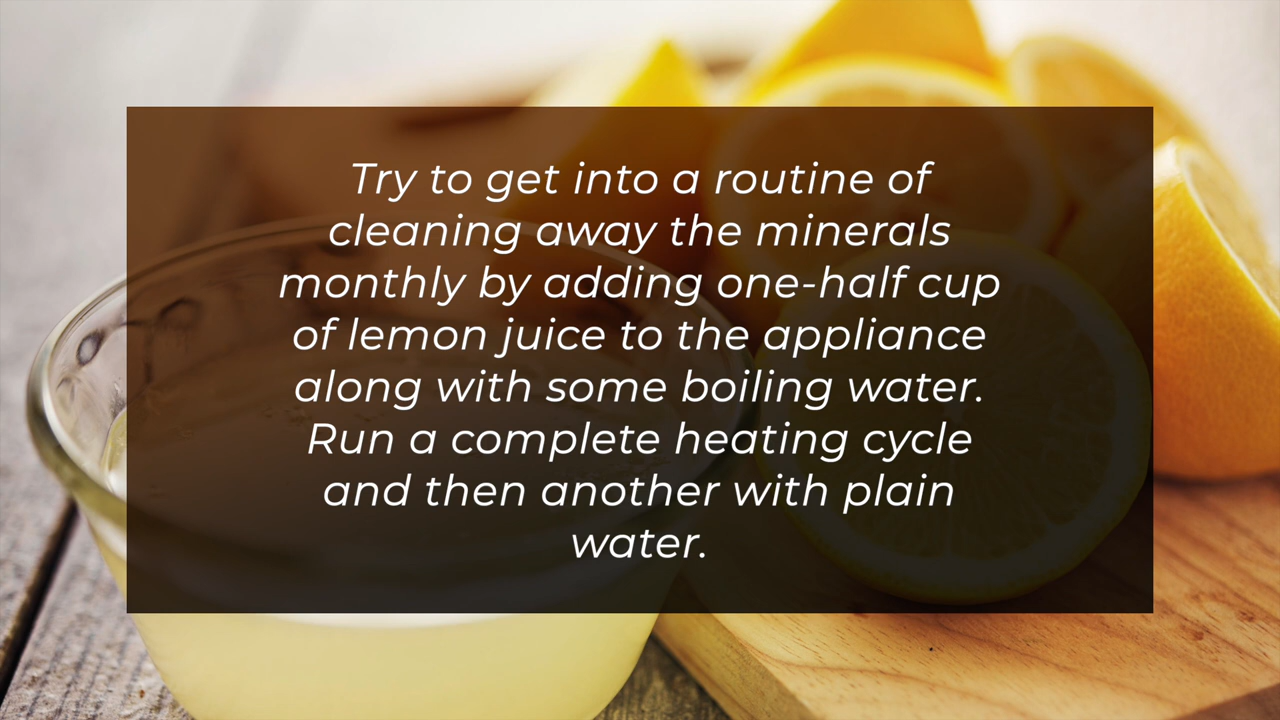 Try to get into a routine of
cleaning away the minerals
monthly by adding one-half cup
of lemon juice to the appliance
along with some boiling water.
Run a complete heating cycle
and then another with plain
water.